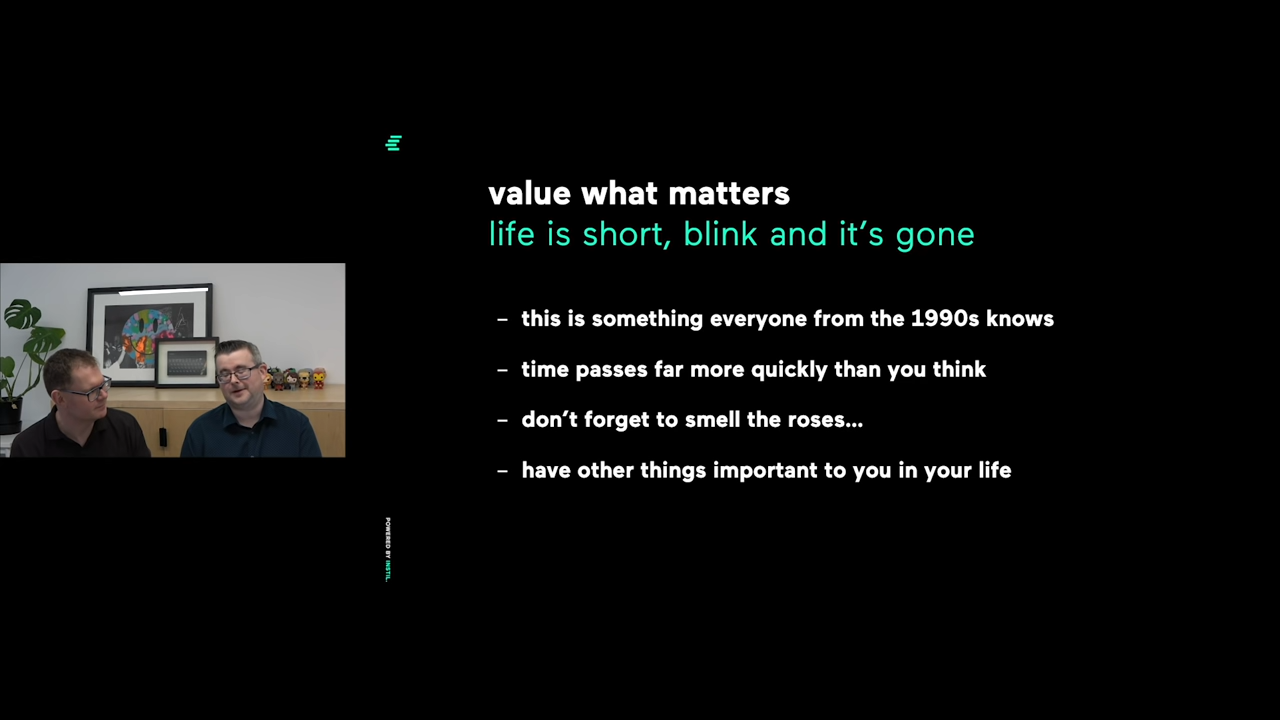 value what matters
life is short, blink and it’s gone
– this is something everyone from the 1990s knows
– time passes far more quickly than you think
– don’t forget to smell the roses...
– have other things important to you in your life
POWERED BY INSTIL.